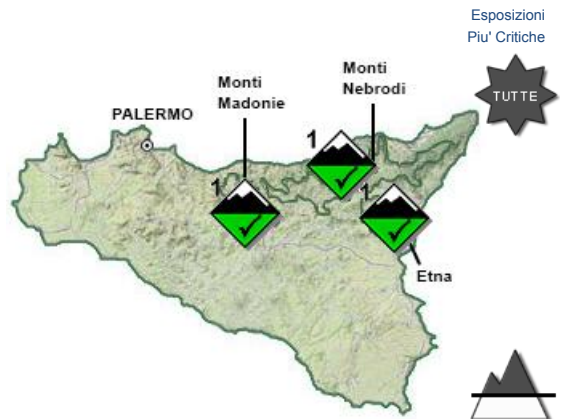 Esposizioni
Piu' Critiche
TUTTE
Monti
Nebrodi
Monti
Madonie
PALERMO
1
1
1
Etna